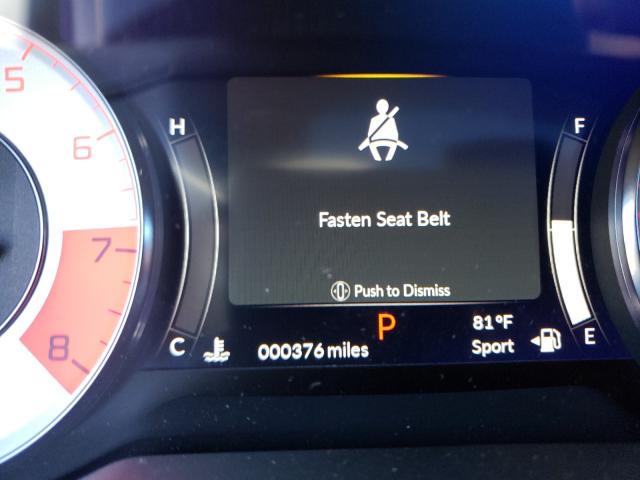 5
6
7
8
H
F
Fasten Seat Belt
Push to Dismiss
C
E
000376 miles
P
81°F
Sport